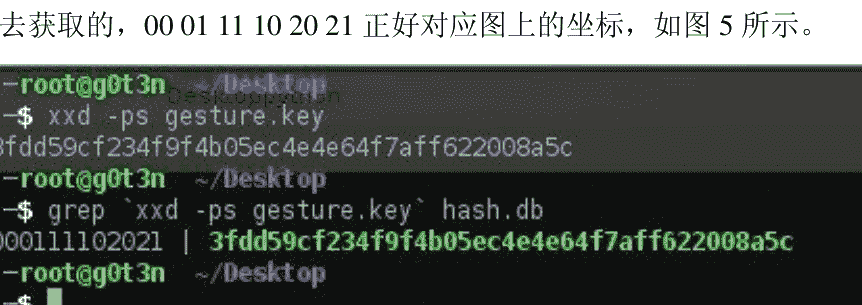 去获取的，00 01 11 10 20 21 正好对应图上的坐标，如图 5 所示。
─root@g0t3n  ~/Desktop
─$ xxd -ps gesture.key
3fdd59cf234f9f4b05ec4e4e64f7aff622008a5c
─root@g0t3n  ~/Desktop
─$ grep `xxd -ps gesture.key` hash.db
000111102021 | 3fdd59cf234f9f4b05ec4e4e64f7aff622008a5c
─root@g0t3n  ~/Desktop
─$